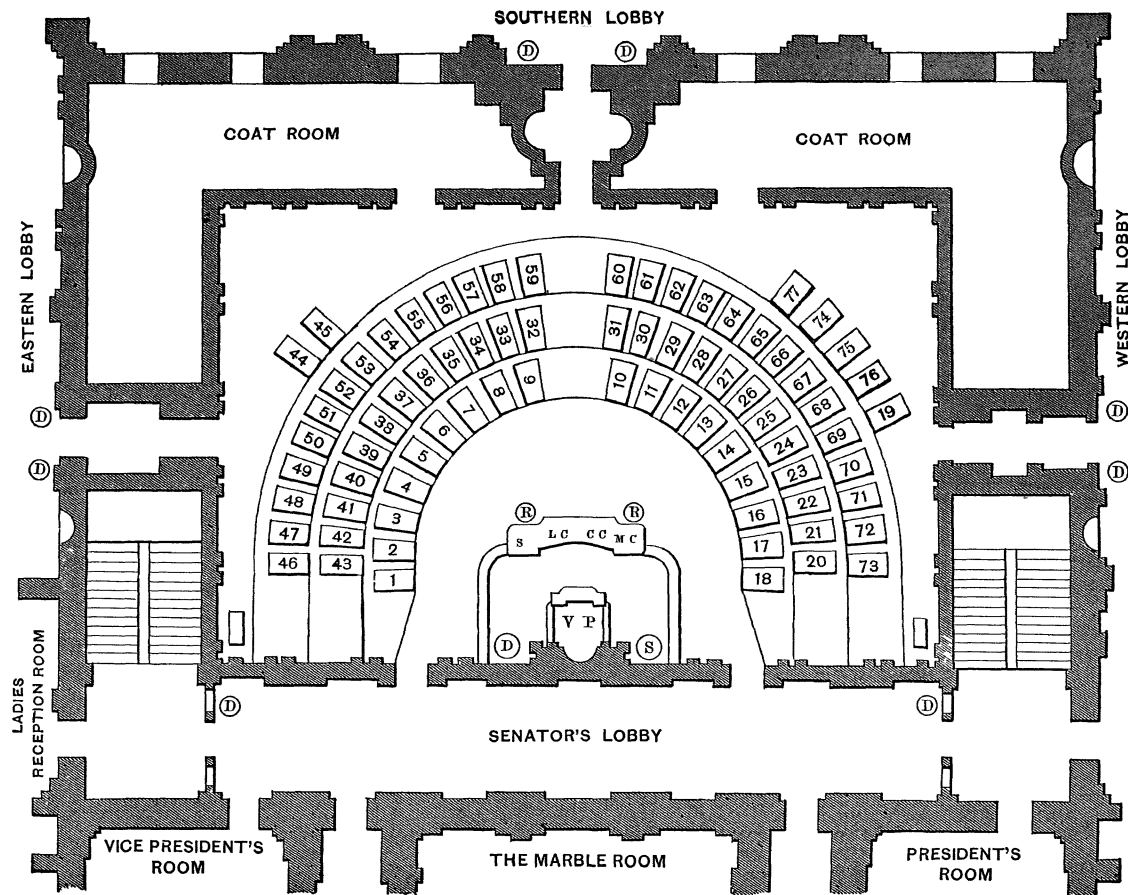 SOUTHERN LOBBY
D
D
COAT ROOM
COAT ROOM
EASTERN LOBBY
WESTERN LOBBY
59
60
58
61
57
62
56
63
55
64
54
65
53
66
52
67
51
68
50
69
49
70
48
71
47
72
46
73
45
44
77
74
75
76
19
32
31
33
30
34
29
35
28
36
27
37
26
38
25
39
24
40
23
41
22
42
21
43
20
9
10
8
11
7
12
6
13
5
14
4
15
3
16
2
17
1
18
D
D
D
D
R
R
S
L C
C C
M C
V P
D
S
LADIES
RECEPTION ROOM
D
D
SENATOR'S LOBBY
VICE PRESIDENT'S
ROOM
THE MARBLE ROOM
PRESIDENT'S
ROOM